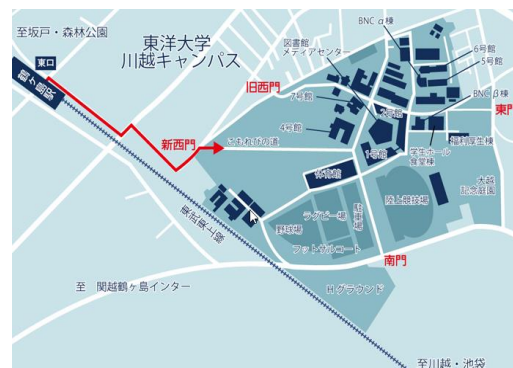 至坂戸・森林公園
東洋大学
川越キャンパス
東口
鶴ヶ島駅
BNC α棟
図書館
メディアセンター
6号館
5号館
旧西門
7号館
2号館
BNC β棟
東門
新西門
こもれびの道
4号館
1号館
学生ホール
食堂棟
福利厚生棟
体育館
大越
記念庭園
ラグビー場
駐車場
陸上競技場
野球場
フットサルコート
東武東上線
南門
至 関越鶴ヶ島インター
Hグラウンド
至川越・池袋